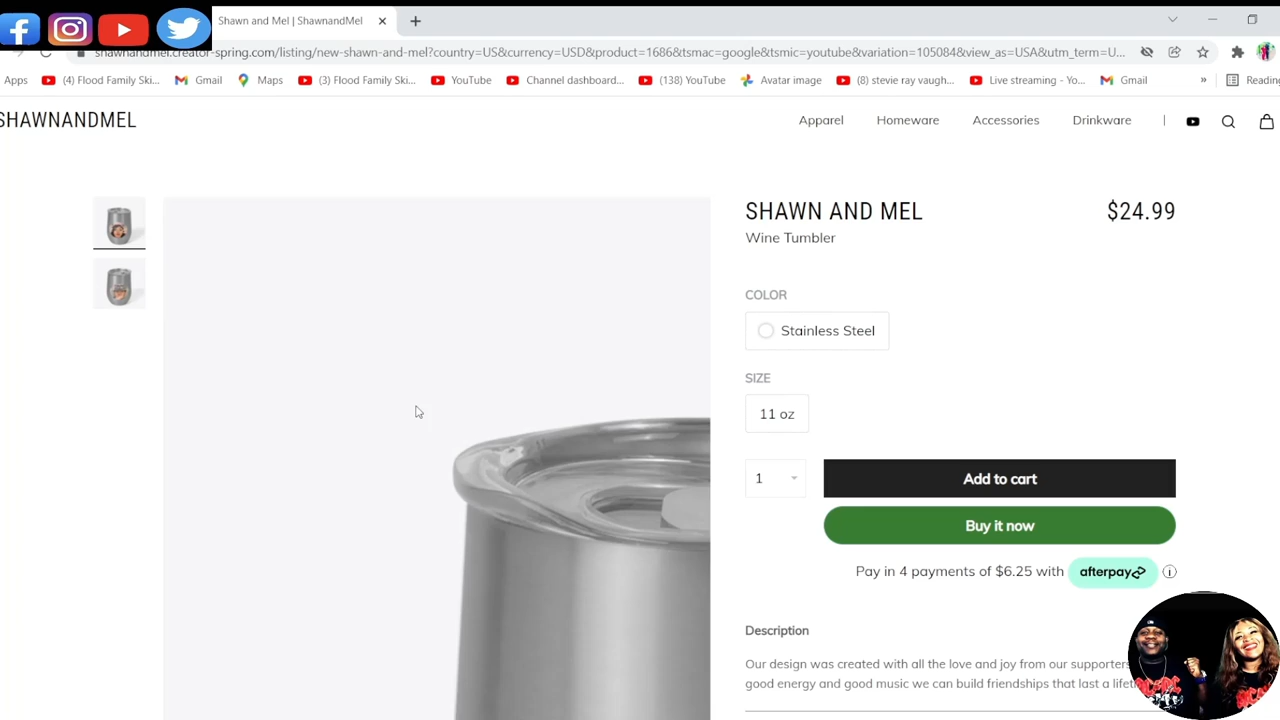 Shawn and Mel | ShawnandMel
shawnandmel.creator-spring.com/listing/new-shawn-and-mel?country=US&currency=USD&product=1686&tsmac=google&tsmic=youtube&variation=105084&view_as=USA&utm_term=U...
Apps (4) Flood Family Ski... Gmail Maps (3) Flood Family Ski... YouTube Channel dashboard... (138) YouTube Avatar image (8) stevie ray vaugh... Live streaming - Yo... Gmail » Reading
SHAWNANDMEL Apparel Homeware Accessories Drinkware |
SHAWN AND MEL $24.99
Wine Tumbler
COLOR
Stainless Steel
SIZE
11 oz
1 Add to cart
Buy it now
Pay in 4 payments of $6.25 with afterpay
Description
Our design was created with all the love and joy from our supporters
good energy and good music we can build friendships that last a